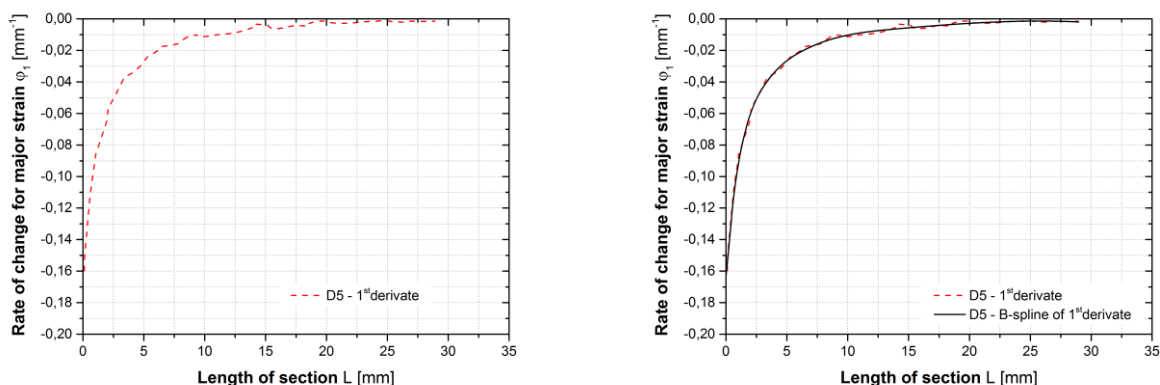 Rate of change for major strain φ₁ [mm⁻¹]
0,00
-0,02
-0,04
-0,06
-0,08
-0,10
-0,12
-0,14
-0,16
-0,18
-0,20
D5 - 1ˢᵗderivate
0 5 10 15 20 25 30 35
Length of section L [mm]
Rate of change for major strain φ₁ [mm⁻¹]
0,00
-0,02
-0,04
-0,06
-0,08
-0,10
-0,12
-0,14
-0,16
-0,18
-0,20
D5 - 1ˢᵗderivate
D5 - B-spline of 1ˢᵗderivate
0 5 10 15 20 25 30 35
Length of section L [mm]